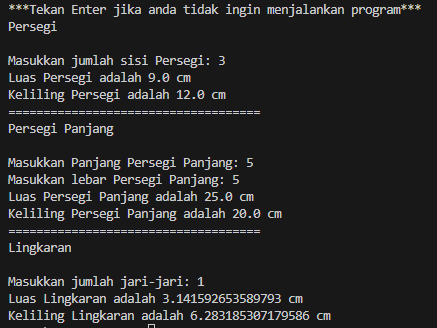 ***Tekan Enter jika anda tidak ingin menjalankan program***
Persegi
Masukkan jumlah sisi Persegi: 3
Luas Persegi adalah 9.0 cm
Keliling Persegi adalah 12.0 cm
====================================
Persegi Panjang
Masukkan Panjang Persegi Panjang: 5
Masukkan lebar Persegi Panjang: 5
Luas Persegi Panjang adalah 25.0 cm
Keliling Persegi Panjang adalah 20.0 cm
====================================
Lingkaran
Masukkan jumlah jari-jari: 1
Luas Lingkaran adalah 3.141592653589793 cm
Keliling Lingkaran adalah 6.283185307179586 cm